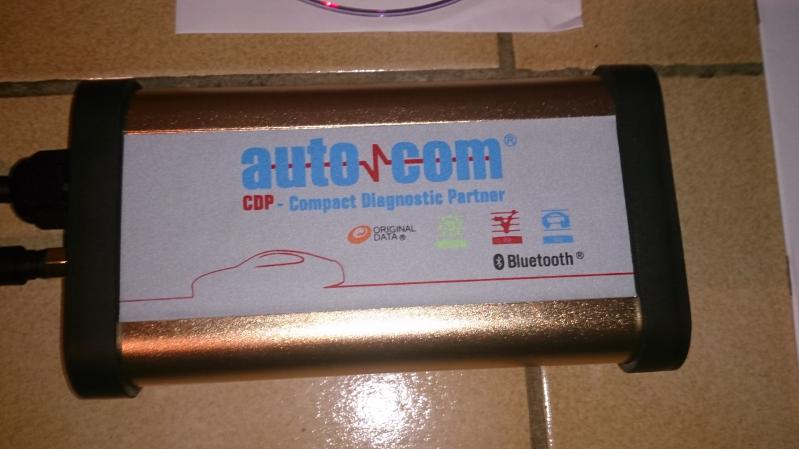 auto com®
CDP - Compact Diagnostic Partner
ORIGINAL
DATA®
Bluetooth®